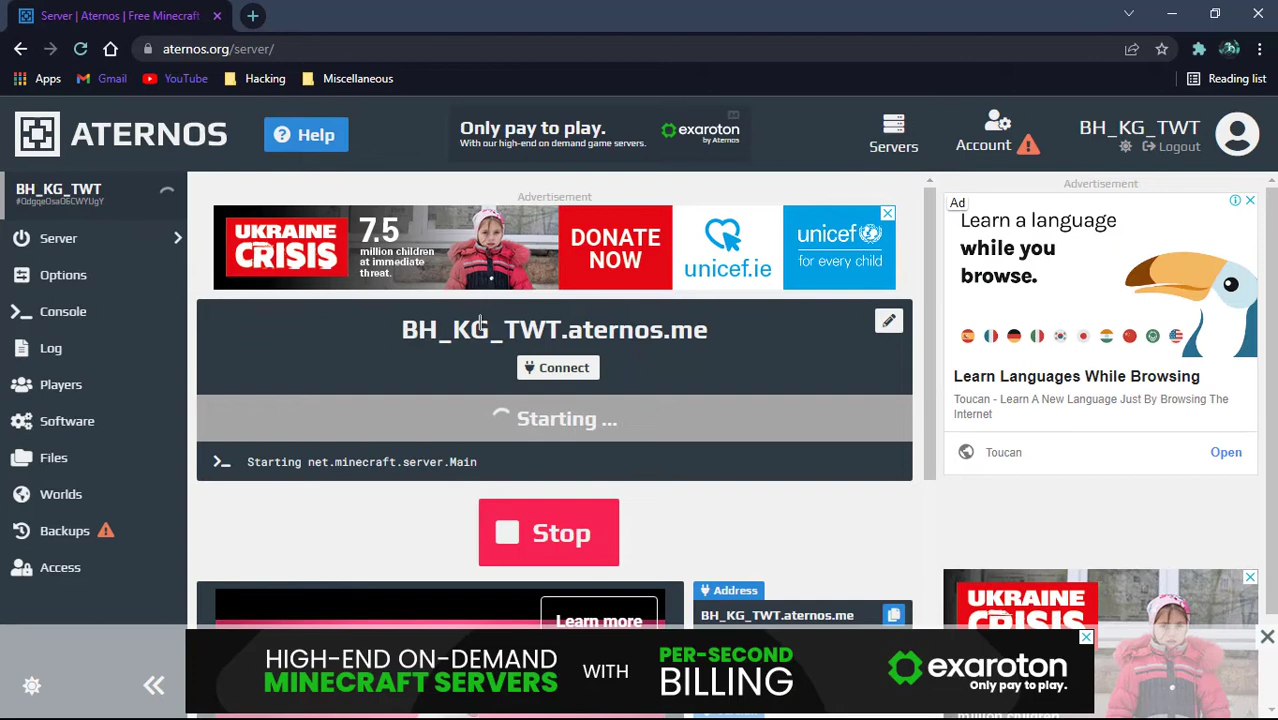 Server | Aternos | Free Minecraft
aternos.org/server/
Apps
Gmail
YouTube
Hacking
Miscellaneous
Reading list
ATERNOS
Help
Only pay to play.
With our high-end on demand game servers.
exaroton
by Aternos
Ad
Servers
Account
BH_KG_TWT
Logout
BH_KG_TWT
Server
Options
Console
Log
Players
Software
Files
Worlds
Backups
Access
Advertisement
UKRAINE
CRISIS
7.5
million children
at immediate
threat.
DONATE
NOW
unicef.ie
unicef
for every child
BH_KG_TWT.aternos.me
Connect
Starting ...
Starting net.minecraft.server.Main
Stop
Learn more
Address
BH_KG_TWT.aternos.me
Advertisement
Ad
Learn a language
while you
browse.
Learn Languages While Browsing
Toucan - Learn A New Language Just By Browsing The
Internet
Toucan
Open
UKRAINE
HIGH-END ON-DEMAND
MINECRAFT SERVERS
WITH
PER-SECOND
BILLING
exaroton
Only pay to play.